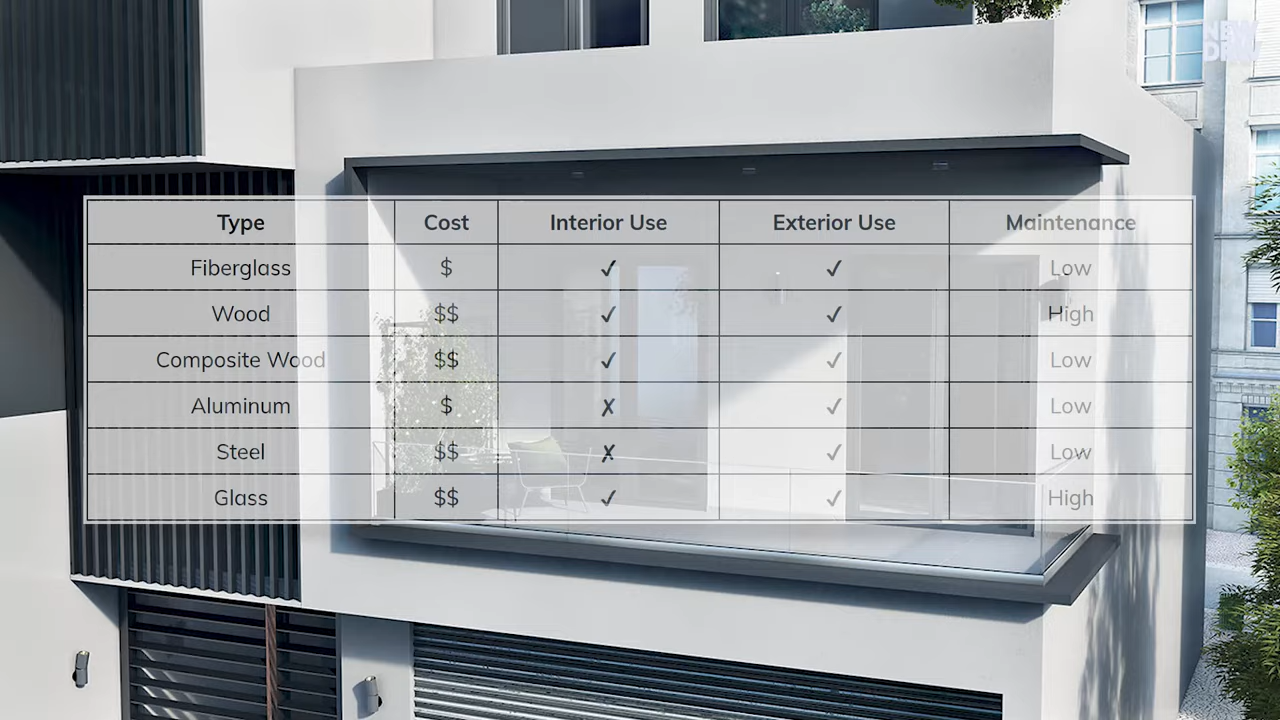 NEW
Type Cost Interior Use Exterior Use Maintenance
Fiberglass $ ✓ ✓ Low
Wood $$ ✓ ✓ High
Composite Wood $$ ✓ ✓ Low
Aluminum $ ✗ ✓ Low
Steel $$ ✗ ✓ Low
Glass $$ ✓ ✓ High